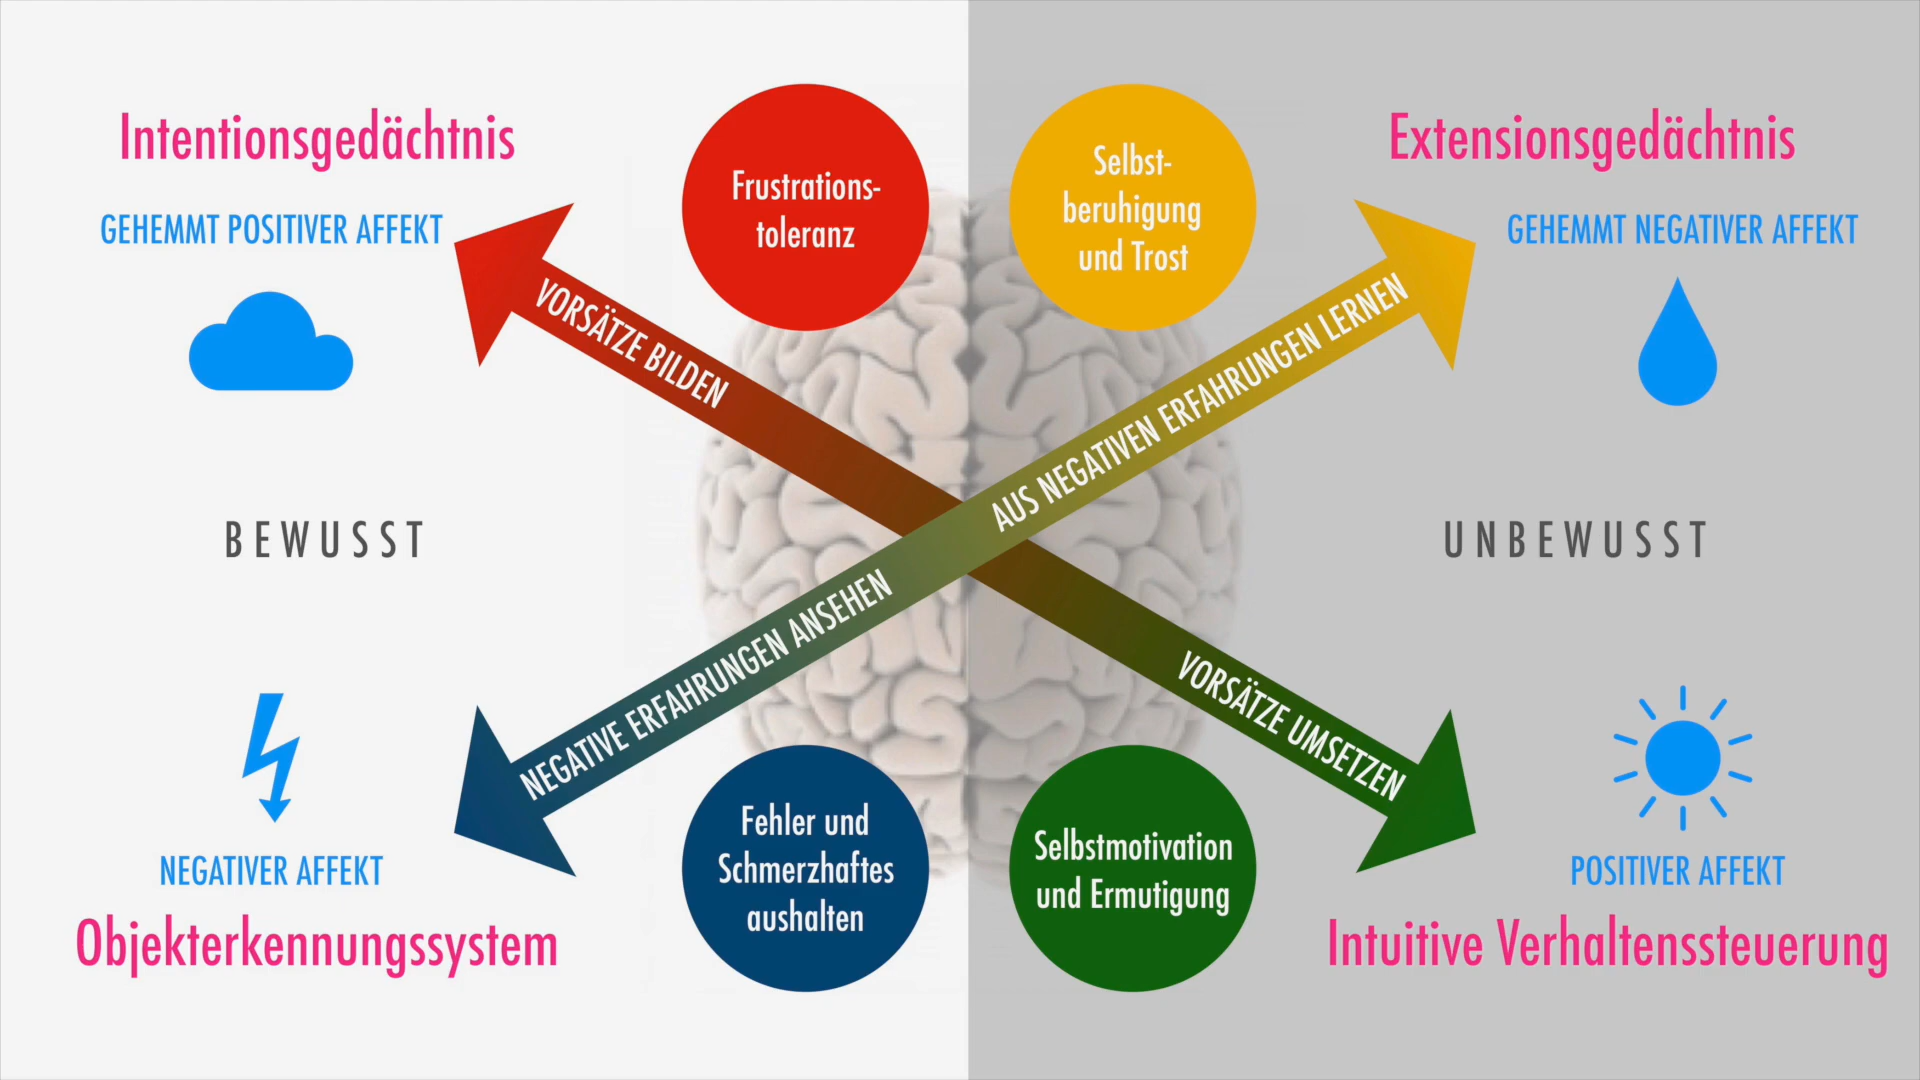 Intentionsgedächtnis
GEHEMMT POSITIVER AFFEKT
Frustrations-
toleranz
Selbst-
beruhigung
und Trost
Extensionsgedächtnis
GEHEMMT NEGATIVER AFFEKT
VORSÄTZE BILDEN
AUS NEGATIVEN ERFAHRUNGEN LERNEN
BEWUSST
UNBEWUSST
NEGATIVE ERFAHRUNGEN ANSEHEN
VORSÄTZE UMSETZEN
NEGATIVER AFFEKT
Objekterkennungssystem
Fehler und
Schmerzhaftes
aushalten
Selbstmotivation
und Ermutigung
POSITIVER AFFEKT
Intuitive Verhaltenssteuerung